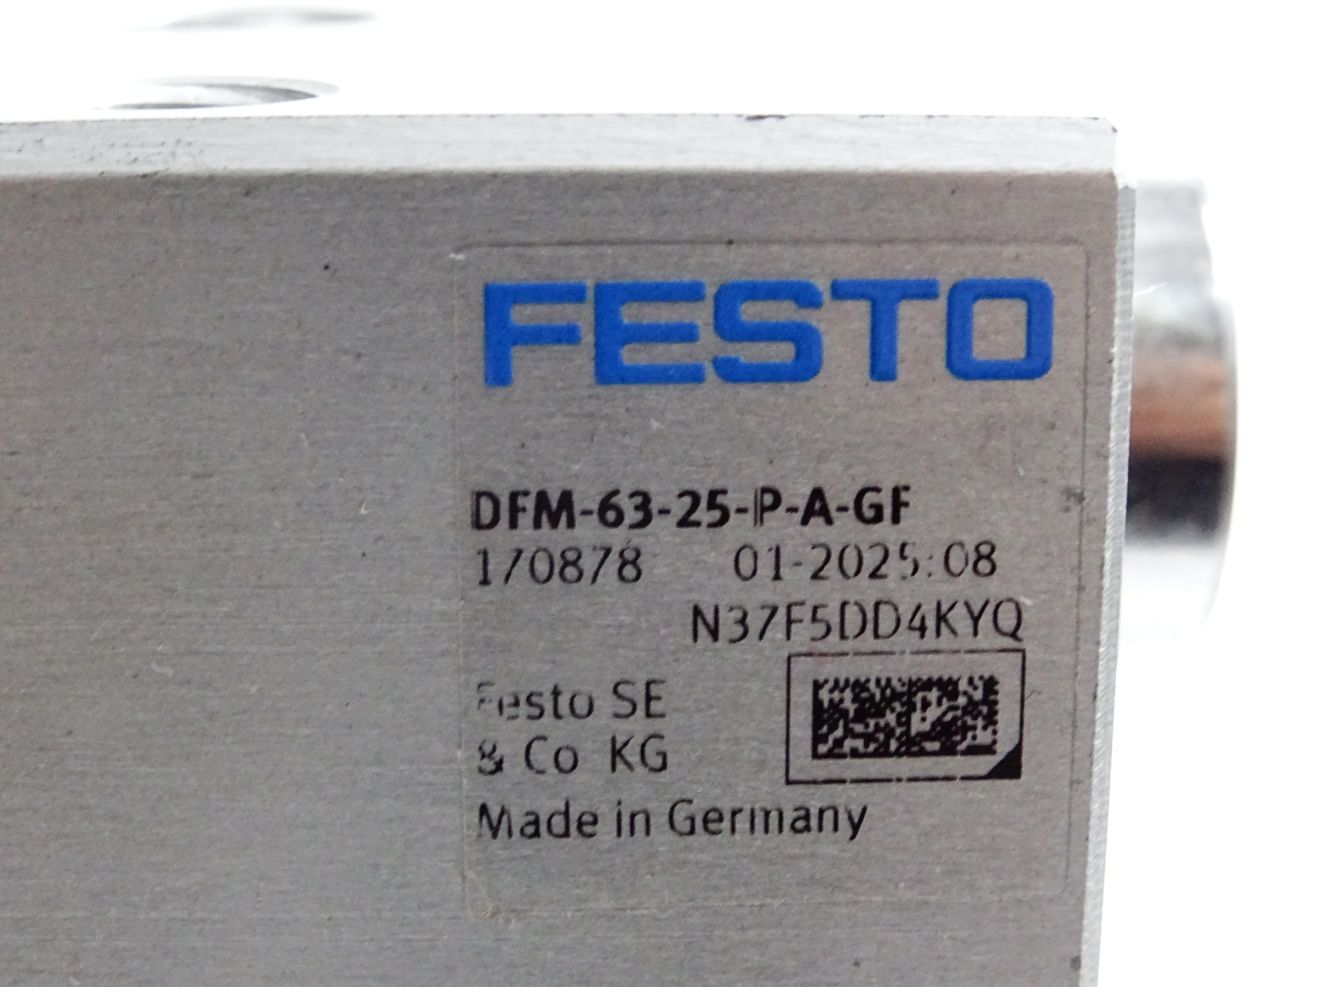 FESTO
DFM-63-25-P-A-GF
170878 01-2025:08
N37F5DD4KYQ
Festo SE
& Co KG
Made in Germany